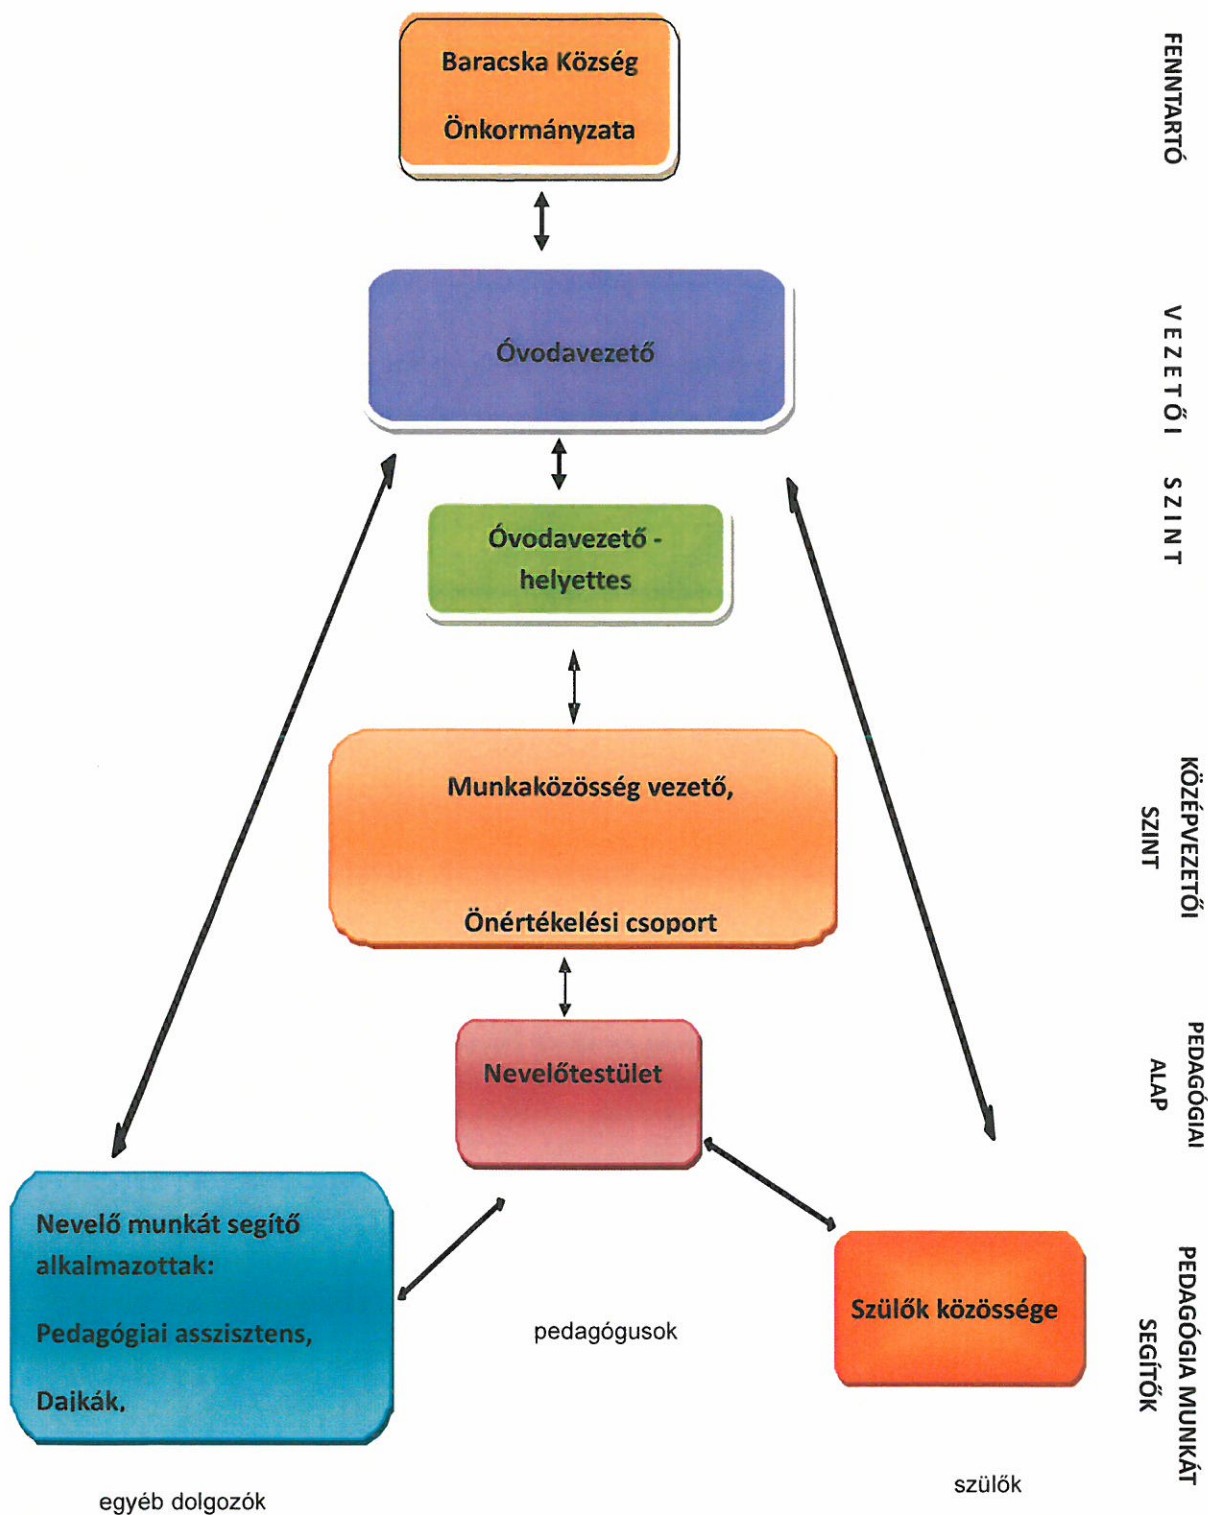 Baracska Község
Önkormányzata
FENNTARTÓ
Óvodavezető
Óvodavezető -
helyettes
VEZETŐI SZINT
Munkaközösség vezető,
Önértékelési csoport
KÖZÉPVEZETŐI
SZINT
Nevelőtestület
PEDAGÓGIAI
ALAP
Nevelő munkát segítő
alkalmazottak:
Pedagógiai asszisztens,
Dajkák,
pedagógusok
Szülők közössége
PEDAGÓGIA MUNKÁT
SEGÍTŐK
egyéb dolgozók
szülők